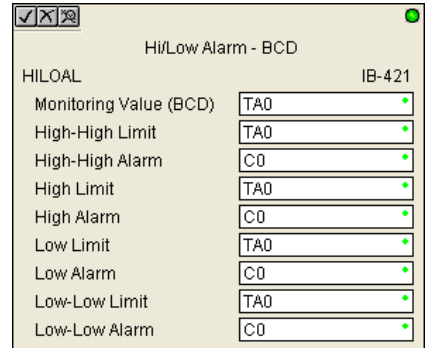 Hi/Low Alarm - BCD
HILOAL IB-421
Monitoring Value (BCD) TA0
High-High Limit TA0
High-High Alarm C0
High Limit TA0
High Alarm C0
Low Limit TA0
Low Alarm C0
Low-Low Limit TA0
Low-Low Alarm C0